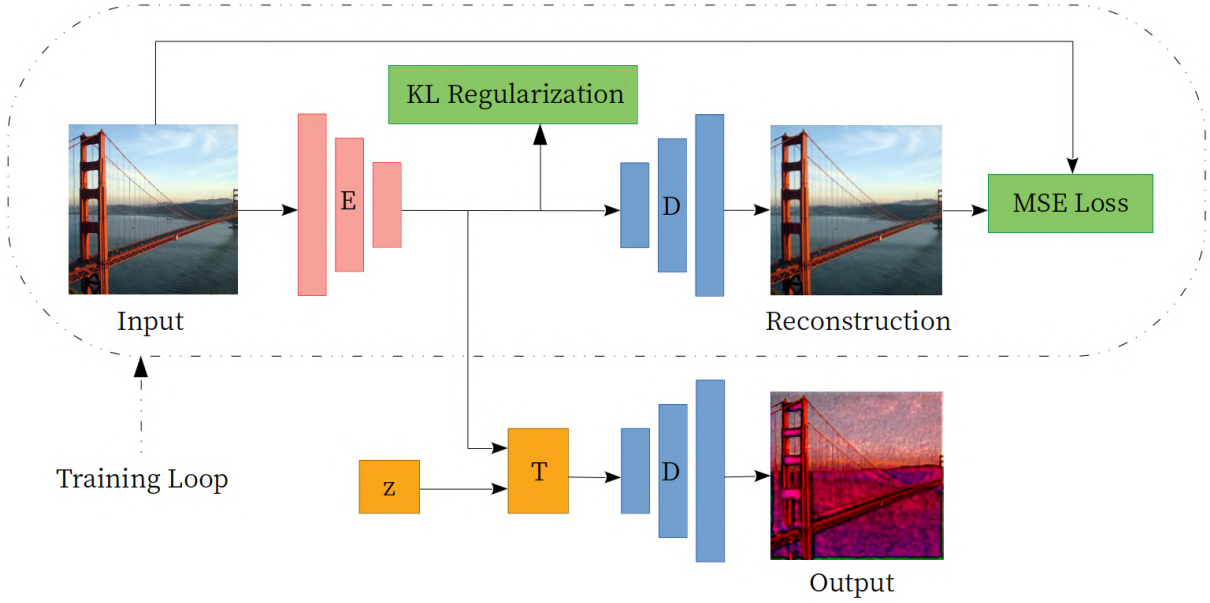 KL Regularization
E
D
MSE Loss
Input
Reconstruction
Training Loop
z
T
D
Output